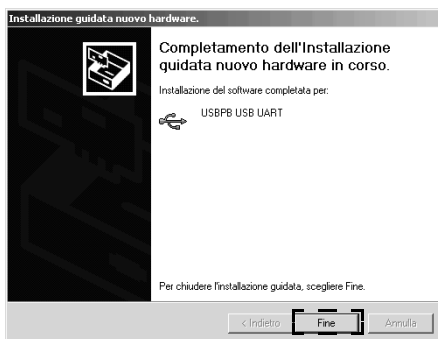 Installazione guidata nuovo hardware.
Completamento dell'Installazione
guidata nuovo hardware in corso.
Installazione del software completata per:
USBPB USB UART
Per chiudere l'installazione guidata, scegliere Fine.
< Indietro Fine Annulla